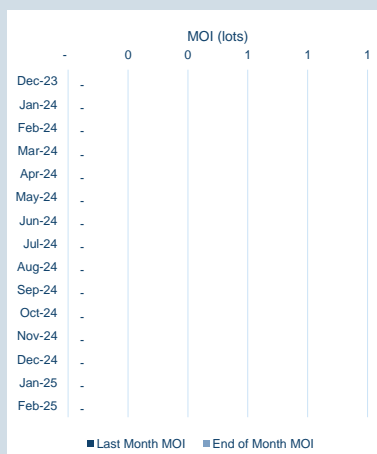 MOI (lots)
- 0 0 1 1 1
Dec-23 -
Jan-24 -
Feb-24 -
Mar-24 -
Apr-24 -
May-24 -
Jun-24 -
Jul-24 -
Aug-24 -
Sep-24 -
Oct-24 -
Nov-24 -
Dec-24 -
Jan-25 -
Feb-25 -
Last Month MOI End of Month MOI